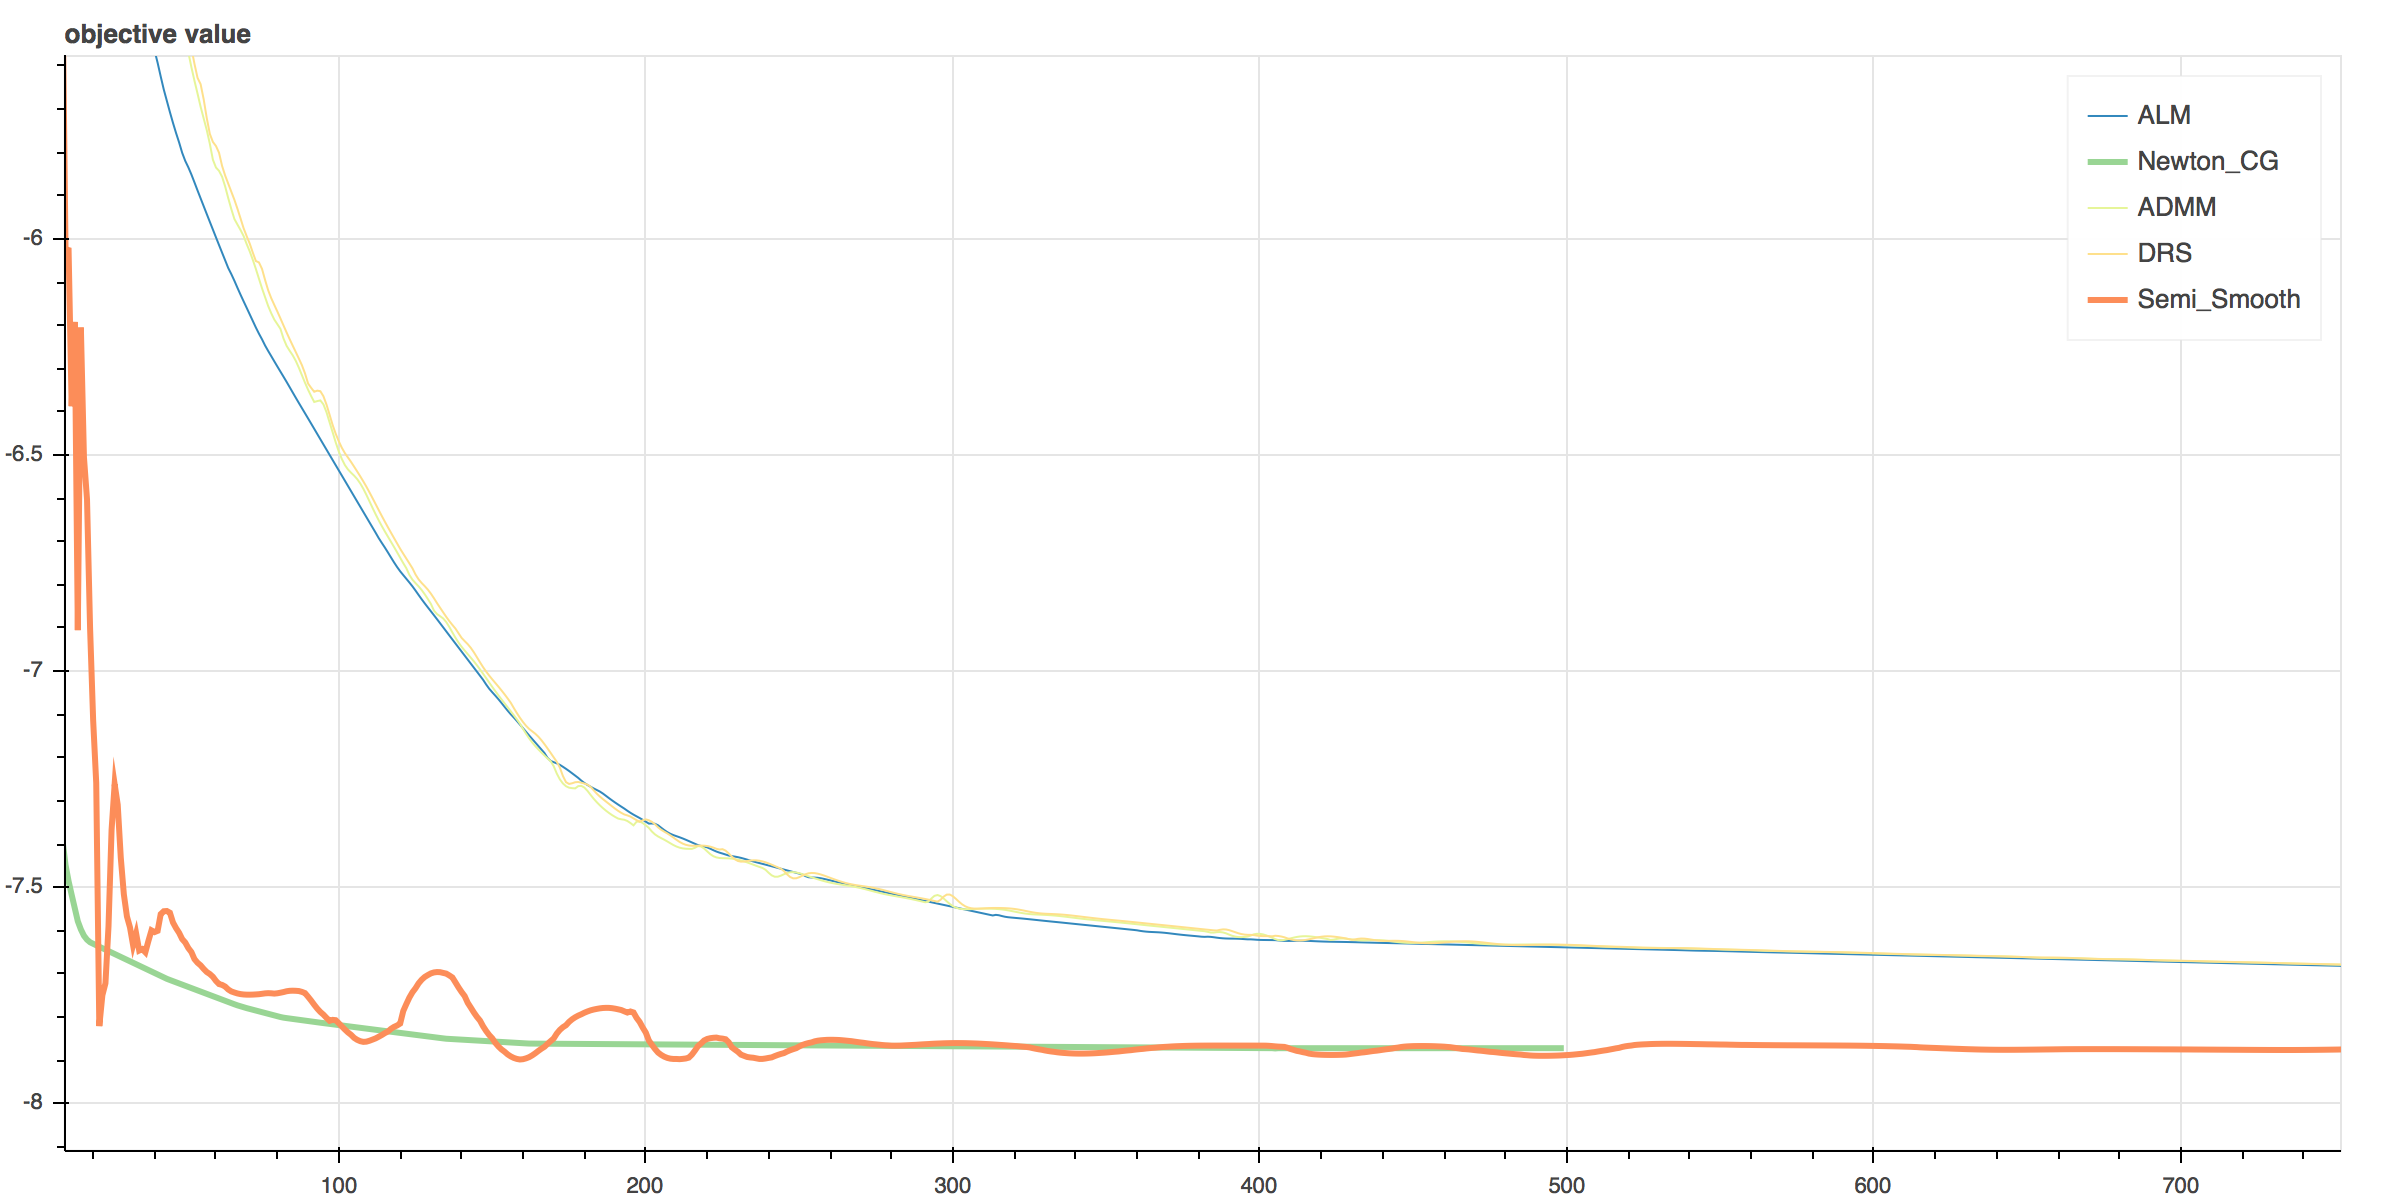 objective value
ALM
Newton_CG
ADMM
DRS
Semi_Smooth
-6
-6.5
-7
-7.5
-8
100 200 300 400 500 600 700